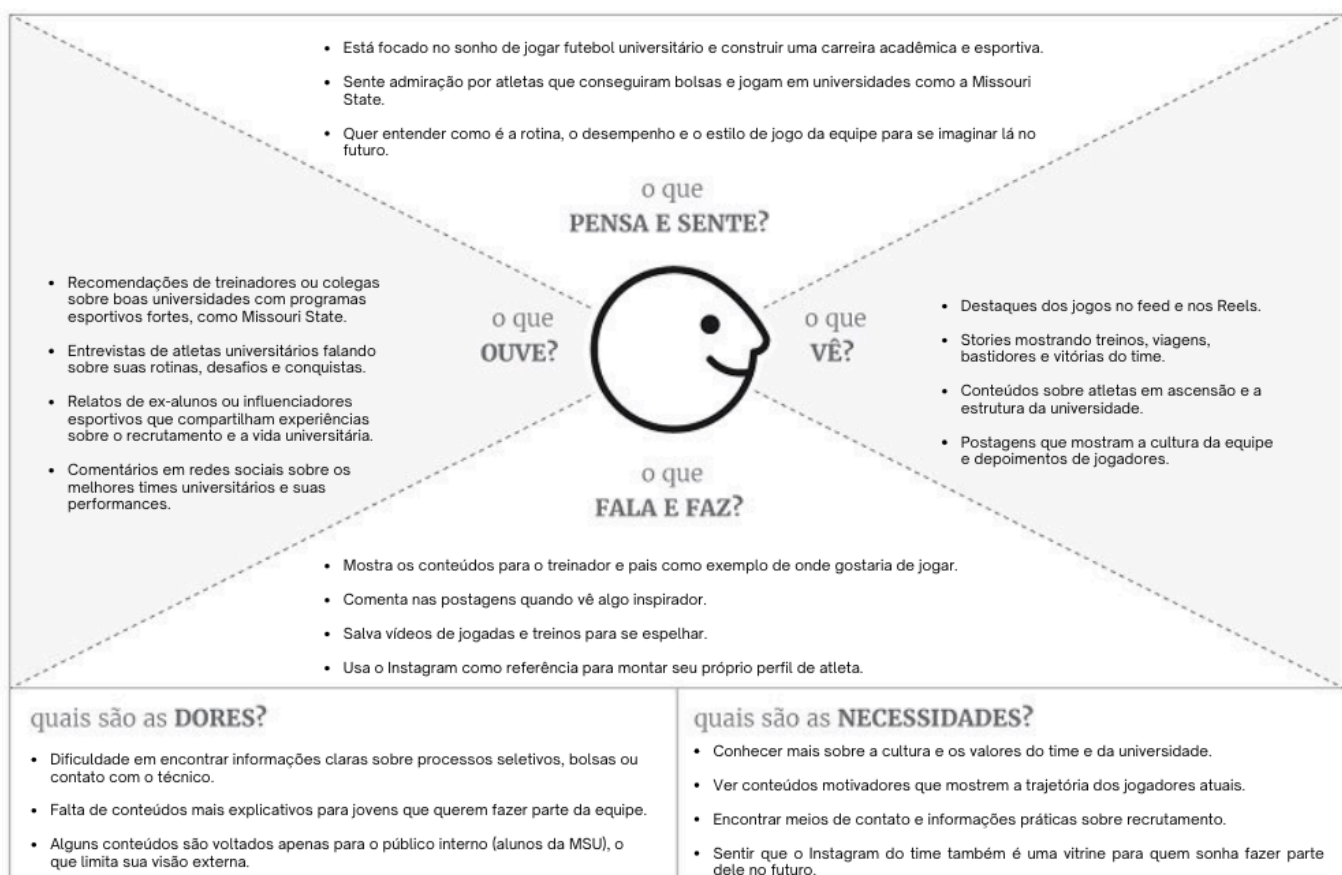 • Está focado no sonho de jogar futebol universitário e construir uma carreira acadêmica e esportiva.
• Sente admiração por atletas que conseguiram bolsas e jogam em universidades como a Missouri
State.
• Quer entender como é a rotina, o desempenho e o estilo de jogo da equipe para se imaginar lá no
futuro.
o que
PENSA E SENTE?
• Recomendações de treinadores ou colegas
sobre boas universidades com programas
esportivos fortes, como Missouri State.
• Entrevistas de atletas universitários falando
sobre suas rotinas, desafios e conquistas.
• Relatos de ex-alunos ou influenciadores
esportivos que compartilham experiências
sobre o recrutamento e a vida universitária.
• Comentários em redes sociais sobre os
melhores times universitários e suas
performances.
o que
OUVE?
o que
VÊ?
• Destaques dos jogos no feed e nos Reels.
• Stories mostrando treinos, viagens,
bastidores e vitórias do time.
• Conteúdos sobre atletas em ascensão e a
estrutura da universidade.
• Postagens que mostram a cultura da equipe
e depoimentos de jogadores.
o que
FALA E FAZ?
• Mostra os conteúdos para o treinador e pais como exemplo de onde gostaria de jogar.
• Comenta nas postagens quando vê algo inspirador.
• Salva vídeos de jogadas e treinos para se espelhar.
• Usa o Instagram como referência para montar seu próprio perfil de atleta.
quais são as DORES?
• Dificuldade em encontrar informações claras sobre processos seletivos, bolsas ou
contato com o técnico.
• Falta de conteúdos mais explicativos para jovens que querem fazer parte da equipe.
• Alguns conteúdos são voltados apenas para o público interno (alunos da MSU), o
que limita sua visão externa.
quais são as NECESSIDADES?
• Conhecer mais sobre a cultura e os valores do time e da universidade.
• Ver conteúdos motivadores que mostrem a trajetória dos jogadores atuais.
• Encontrar meios de contato e informações práticas sobre recrutamento.
• Sentir que o Instagram do time também é uma vitrine para quem sonha fazer parte
dele no futuro.